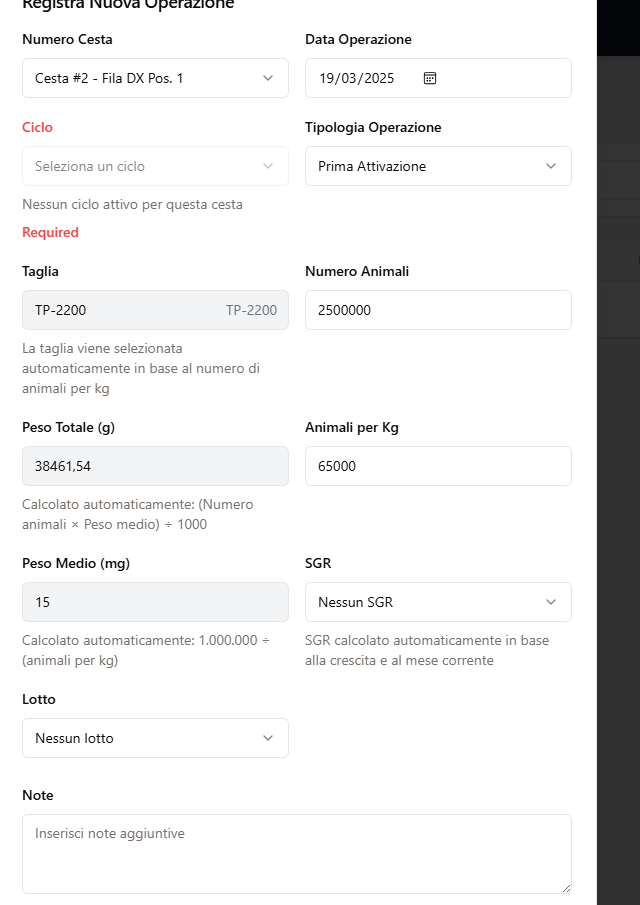 Registra Nuova Operazione
Numero Cesta
Data Operazione
Cesta #2 - Fila DX Pos. 1
19/03/2025
Ciclo
Tipologia Operazione
Seleziona un ciclo
Prima Attivazione
Nessun ciclo attivo per questa cesta
Required
Taglia
Numero Animali
TP-2200
TP-2200
2500000
La taglia viene selezionata
automaticamente in base al numero di
animali per kg
Peso Totale (g)
Animali per Kg
38461,54
65000
Calcolato automaticamente: (Numero
animali × Peso medio) ÷ 1000
Peso Medio (mg)
SGR
15
Nessun SGR
Calcolato automaticamente: 1.000.000 ÷
(animali per kg)
SGR calcolato automaticamente in base
alla crescita e al mese corrente
Lotto
Nessun lotto
Note
Inserisci note aggiuntive